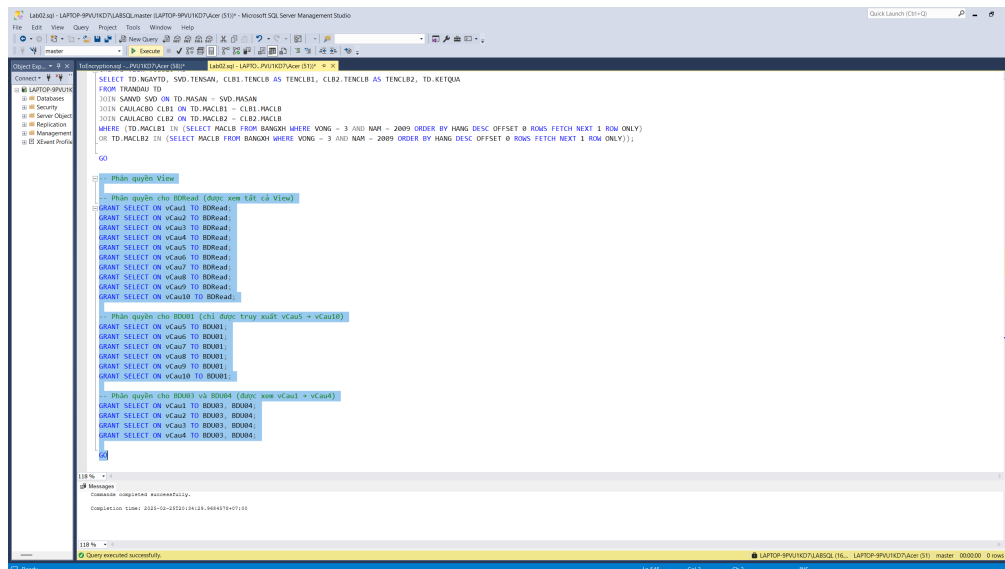 Lab02.sql - LAPTOP-9PVU1KD7\LABSQL.master (LAPTOP-9PVU1KD7\Acer (51))* - Microsoft SQL Server Management Studio
Quick Launch (Ctrl+Q)
File Edit View Query Project Tools Window Help
New Query
master
Execute
Object Exp...
ToEncryption.sql -...PVU1KD7\Acer (58))*
Lab02.sql - LAPTO...PVU1KD7\Acer (51))*
Connect
LAPTOP-9PVU1K
Databases
Security
Server Object
Replication
Management
XEvent Profile
SELECT TD.NGAYTD, SVD.TENSAN, CLB1.TENCLB AS TENCLB1, CLB2.TENCLB AS TENCLB2, TD.KETQUA
FROM TRANDAU TD
JOIN SANVD SVD ON TD.MASAN = SVD.MASAN
JOIN CAULACBO CLB1 ON TD.MACLB1 = CLB1.MACLB
JOIN CAULACBO CLB2 ON TD.MACLB2 = CLB2.MACLB
WHERE (TD.MACLB1 IN (SELECT MACLB FROM BANGXH WHERE VONG = 3 AND NAM = 2009 ORDER BY HANG DESC OFFSET 0 ROWS FETCH NEXT 1 ROW ONLY)
OR TD.MACLB2 IN (SELECT MACLB FROM BANGXH WHERE VONG = 3 AND NAM = 2009 ORDER BY HANG DESC OFFSET 0 ROWS FETCH NEXT 1 ROW ONLY));
GO
-- Phân quyền View
-- Phân quyền cho BDRead (được xem tất cả View)
GRANT SELECT ON vCau1 TO BDRead;
GRANT SELECT ON vCau2 TO BDRead;
GRANT SELECT ON vCau3 TO BDRead;
GRANT SELECT ON vCau4 TO BDRead;
GRANT SELECT ON vCau5 TO BDRead;
GRANT SELECT ON vCau6 TO BDRead;
GRANT SELECT ON vCau7 TO BDRead;
GRANT SELECT ON vCau8 TO BDRead;
GRANT SELECT ON vCau9 TO BDRead;
GRANT SELECT ON vCau10 TO BDRead;
-- Phân quyền cho BDU01 (chỉ được truy xuất vCau5 → vCau10)
GRANT SELECT ON vCau5 TO BDU01;
GRANT SELECT ON vCau6 TO BDU01;
GRANT SELECT ON vCau7 TO BDU01;
GRANT SELECT ON vCau8 TO BDU01;
GRANT SELECT ON vCau9 TO BDU01;
GRANT SELECT ON vCau10 TO BDU01;
-- Phân quyền cho BDU03 và BDU04 (được xem vCau1 → vCau4)
GRANT SELECT ON vCau1 TO BDU03, BDU04;
GRANT SELECT ON vCau2 TO BDU03, BDU04;
GRANT SELECT ON vCau3 TO BDU03, BDU04;
GRANT SELECT ON vCau4 TO BDU03, BDU04;
GO
118 %
Messages
Commands completed successfully.
Completion time: 2025-02-25T20:34:29.9684578+07:00
118 %
Query executed successfully.
LAPTOP-9PVU1KD7\LABSQL (16... LAPTOP-9PVU1KD7\Acer (51) master 00:00:00 0 rows